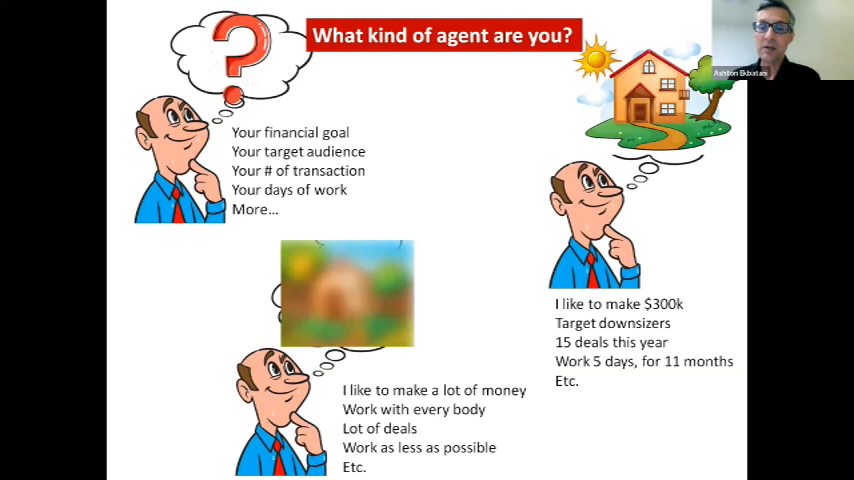 What kind of agent are you?
Ashton Ekbatani
Your financial goal
Your target audience
Your # of transaction
Your days of work
More...
I like to make $300k
Target downsizers
15 deals this year
Work 5 days, for 11 months
Etc.
I like to make a lot of money
Work with every body
Lot of deals
Work as less as possible
Etc.